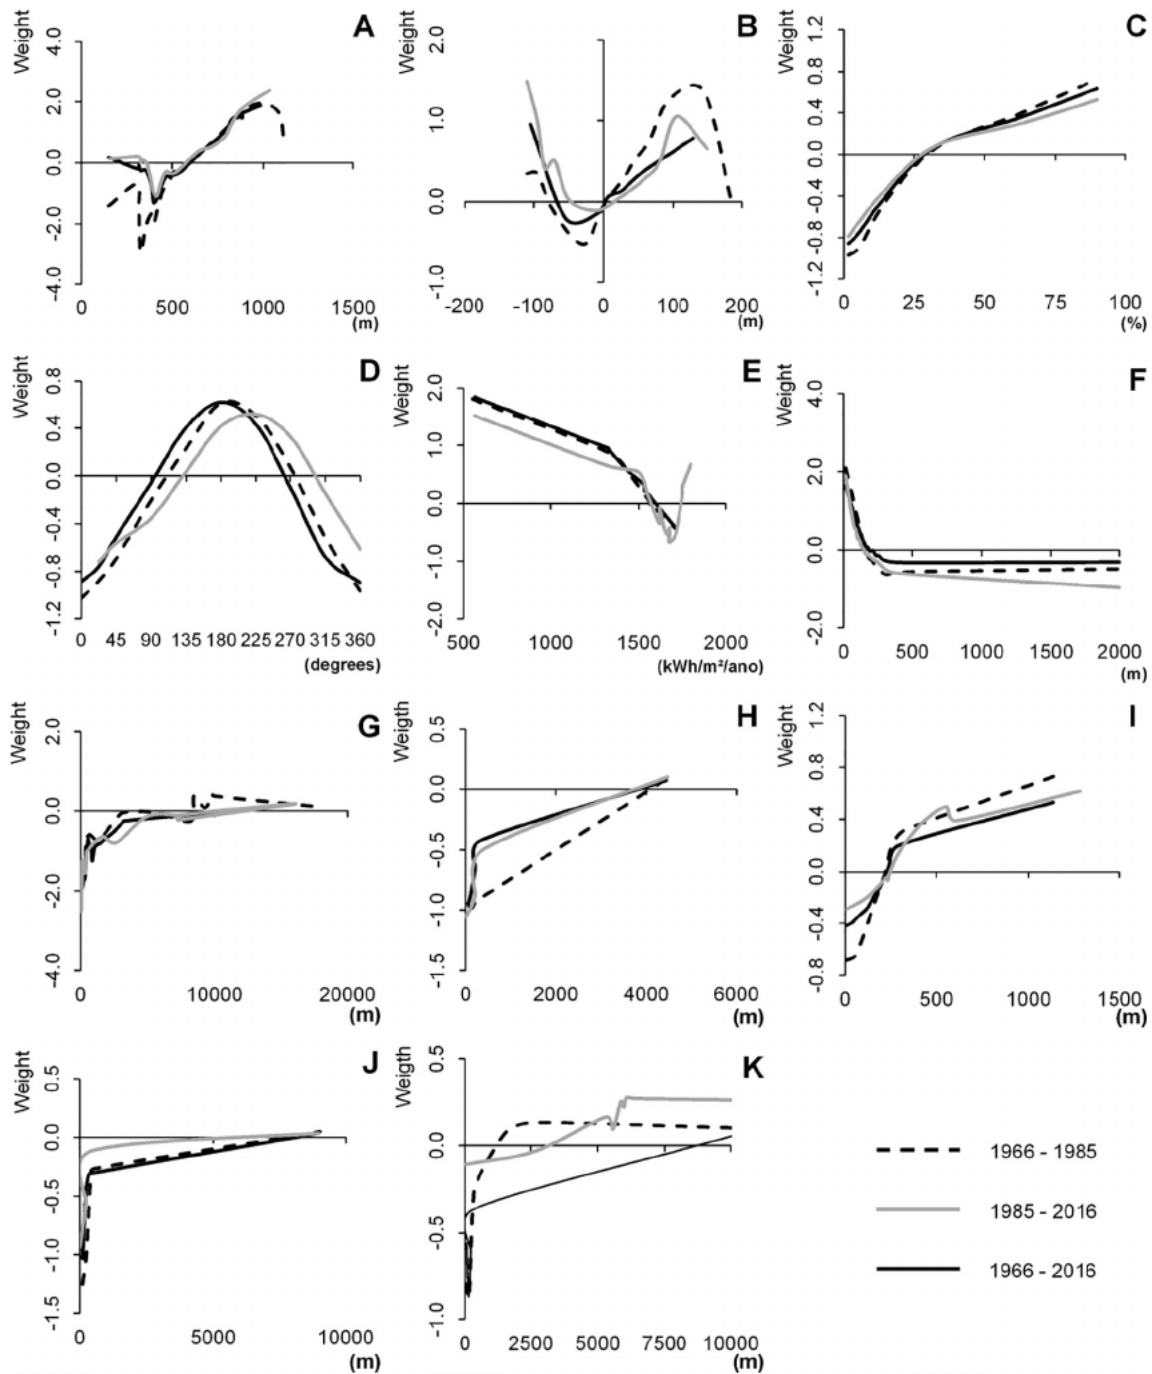 A
Weight
4.0
2.0
0.0
-2.0
-4.0
0 500 1000 1500
(m)
B
Weight
2.0
1.0
0.0
-1.0
-200 -100 0 100 200
(m)
C
Weight
1.2
0.8
0.4
0.0
-0.4
-0.8
-1.2
0 25 50 75 100
(%)
D
Weight
0.8
0.4
0.0
-0.4
-0.8
-1.2
0 45 90 135 180 225 270 315 360
(degrees)
E
Weight
2.0
1.0
0.0
-1.0
-2.0
500 1000 1500 2000
(kWh/m²/ano)
F
Weight
4.0
2.0
0.0
-2.0
0 500 1000 1500 2000
(m)
G
Weight
2.0
0.0
-2.0
-4.0
0 10000 20000
(m)
H
Weigth
0.5
0.0
-0.5
-1.0
-1.5
0 2000 4000 6000
(m)
I
Weight
1.2
0.8
0.4
0.0
-0.4
-0.8
0 500 1000 1500
(m)
J
Weight
0.5
0.0
-0.5
-1.0
-1.5
0 5000 10000
(m)
K
Weigth
0.5
0.0
-0.5
-1.0
0 2500 5000 7500 10000
(m)
1966 - 1985
1985 - 2016
1966 - 2016